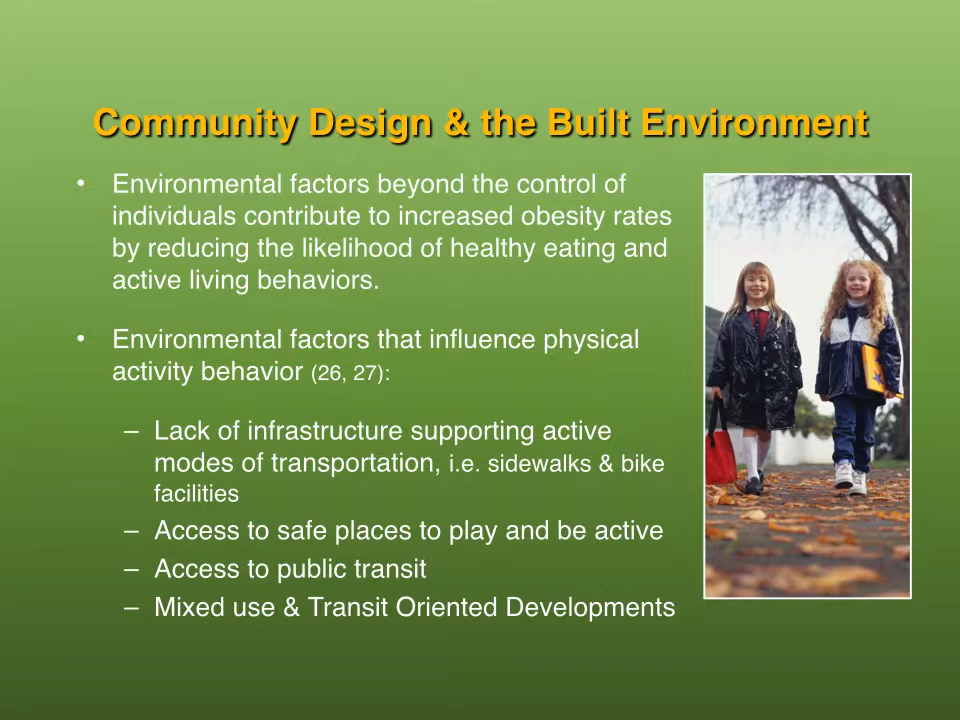 Community Design & the Built Environment
• Environmental factors beyond the control of
individuals contribute to increased obesity rates
by reducing the likelihood of healthy eating and
active living behaviors.
• Environmental factors that influence physical
activity behavior (26, 27):
– Lack of infrastructure supporting active
modes of transportation, i.e. sidewalks & bike
facilities
– Access to safe places to play and be active
– Access to public transit
– Mixed use & Transit Oriented Developments